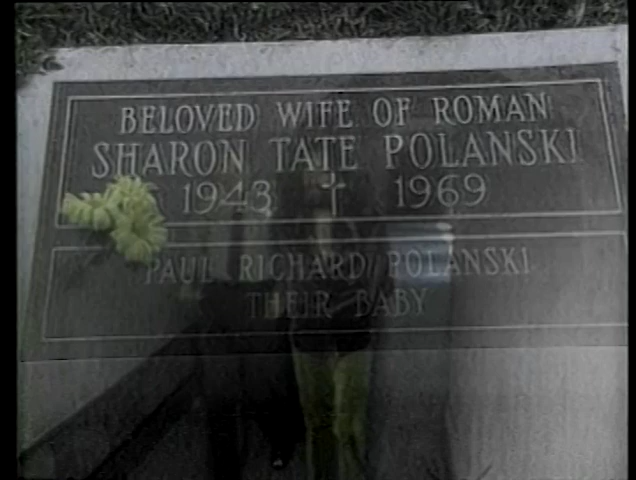 BELOVED WIFE OF ROMAN
SHARON TATE POLANSKI
1943 1969
PAUL RICHARD POLANSKI
THEIR BABY